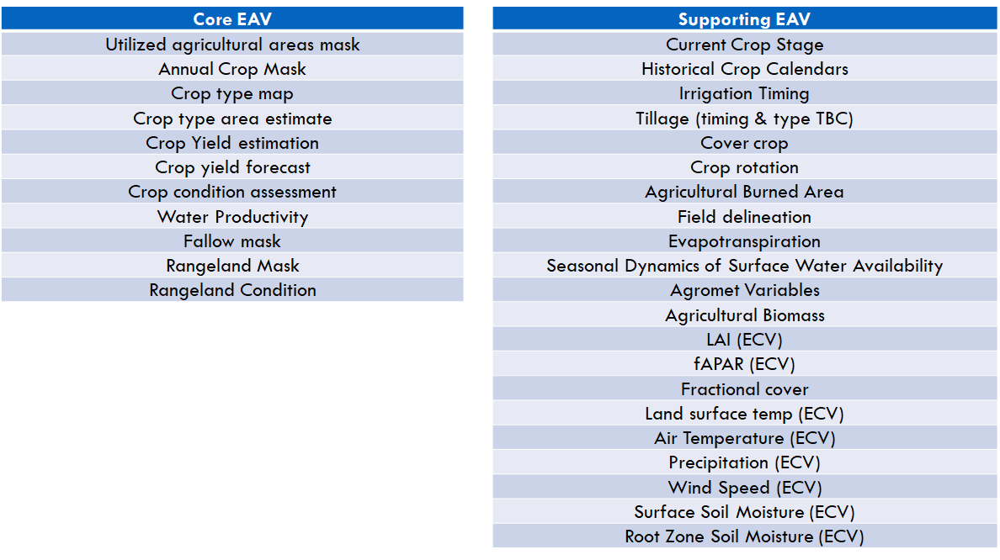 Core EAV
Utilized agricultural areas mask
Annual Crop Mask
Crop type map
Crop type area estimate
Crop Yield estimation
Crop yield forecast
Crop condition assessment
Water Productivity
Fallow mask
Rangeland Mask
Rangeland Condition
Supporting EAV
Current Crop Stage
Historical Crop Calendars
Irrigation Timing
Tillage (timing & type TBC)
Cover crop
Crop rotation
Agricultural Burned Area
Field delineation
Evapotranspiration
Seasonal Dynamics of Surface Water Availability
Agromet Variables
Agricultural Biomass
LAI (ECV)
fAPAR (ECV)
Fractional cover
Land surface temp (ECV)
Air Temperature (ECV)
Precipitation (ECV)
Wind Speed (ECV)
Surface Soil Moisture (ECV)
Root Zone Soil Moisture (ECV)